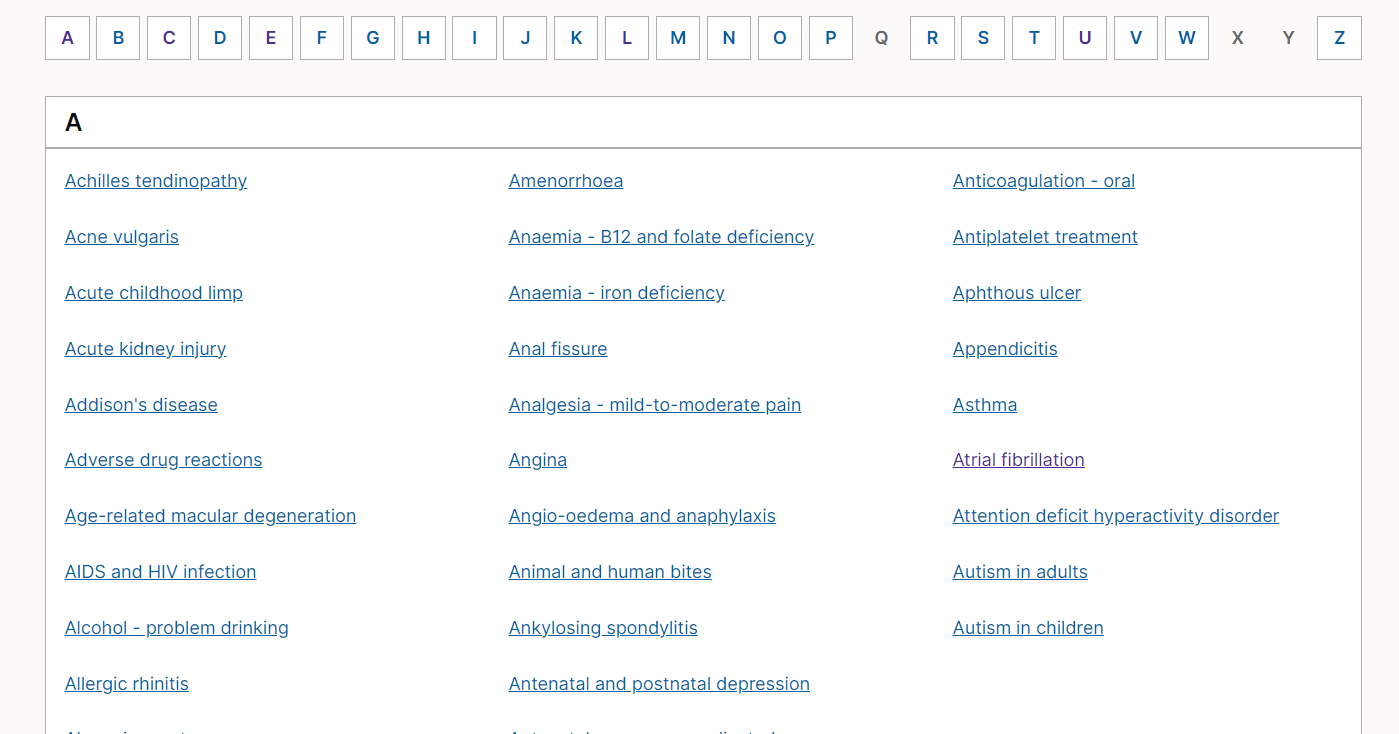 A B C D E F G H I J K L M N O P Q R S T U V W X Y Z
A
Achilles tendinopathy
Acne vulgaris
Acute childhood limp
Acute kidney injury
Addison's disease
Adverse drug reactions
Age-related macular degeneration
AIDS and HIV infection
Alcohol - problem drinking
Allergic rhinitis
Amenorrhoea
Anaemia - B12 and folate deficiency
Anaemia - iron deficiency
Anal fissure
Analgesia - mild-to-moderate pain
Angina
Angio-oedema and anaphylaxis
Animal and human bites
Ankylosing spondylitis
Antenatal and postnatal depression
Anticoagulation - oral
Antiplatelet treatment
Aphthous ulcer
Appendicitis
Asthma
Atrial fibrillation
Attention deficit hyperactivity disorder
Autism in adults
Autism in children